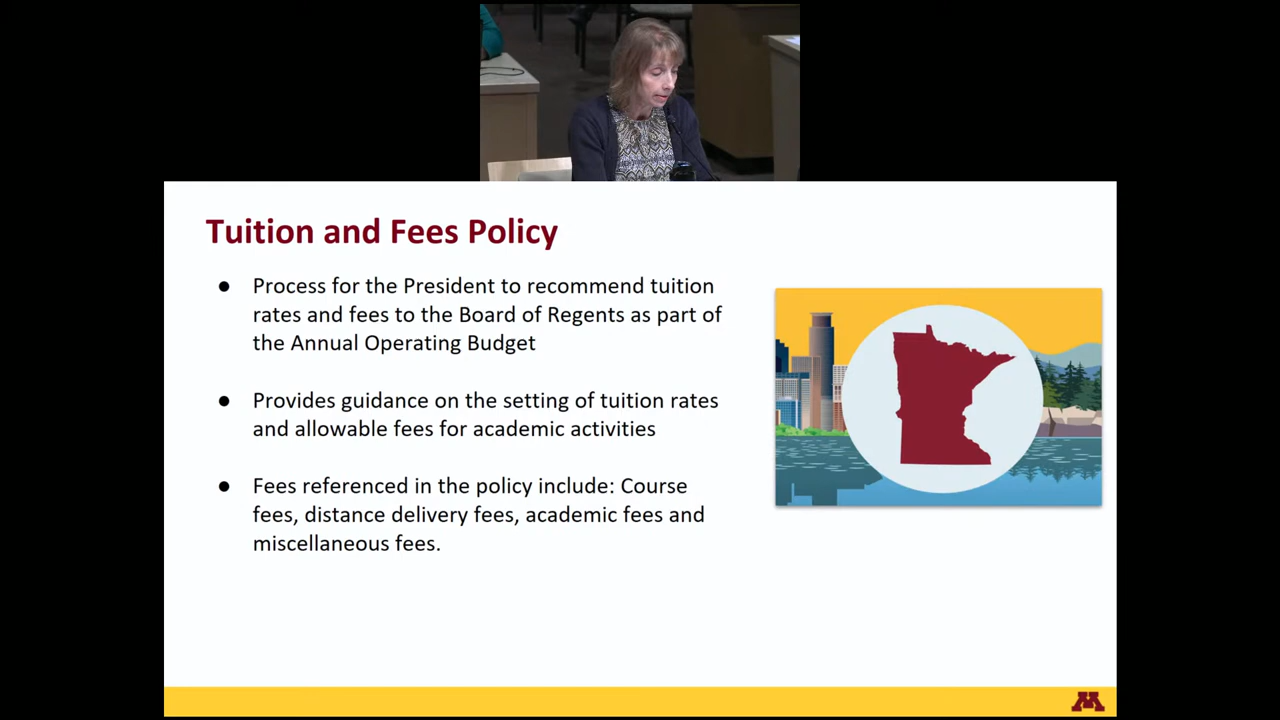 Tuition and Fees Policy
● Process for the President to recommend tuition
rates and fees to the Board of Regents as part of
the Annual Operating Budget
● Provides guidance on the setting of tuition rates
and allowable fees for academic activities
● Fees referenced in the policy include: Course
fees, distance delivery fees, academic fees and
miscellaneous fees.
M